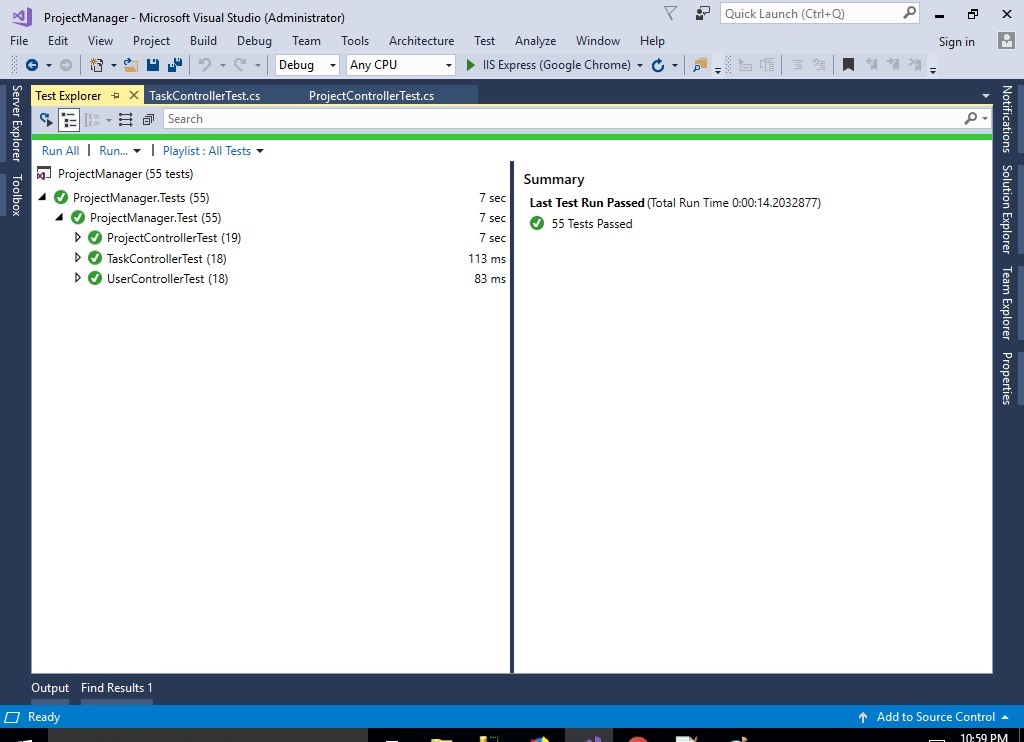 ProjectManager - Microsoft Visual Studio (Administrator)
Quick Launch (Ctrl+Q)
File Edit View Project Build Debug Team Tools Architecture Test Analyze Window Help
Sign in
Debug Any CPU IIS Express (Google Chrome)
Server Explorer
Toolbox
Test Explorer TaskControllerTest.cs ProjectControllerTest.cs
Search
Run All | Run... | Playlist : All Tests
ProjectManager (55 tests)
ProjectManager.Tests (55) 7 sec
ProjectManager.Test (55) 7 sec
ProjectControllerTest (19) 7 sec
TaskControllerTest (18) 113 ms
UserControllerTest (18) 83 ms
Summary
Last Test Run Passed (Total Run Time 0:00:14.2032877)
55 Tests Passed
Notifications
Solution Explorer
Team Explorer
Properties
Output Find Results 1
Ready
Add to Source Control
10:59 PM